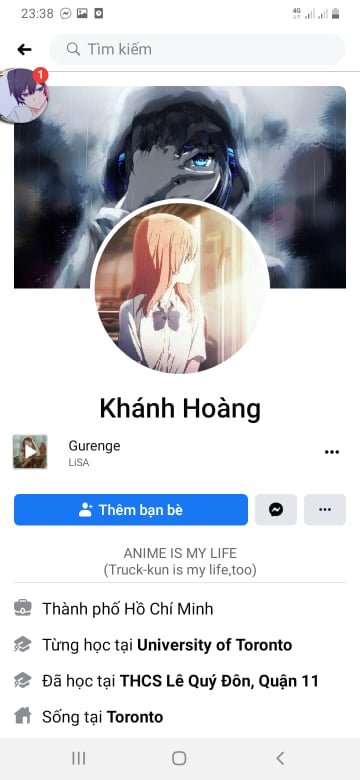 23:38
4G
Tìm kiếm
1
Khánh Hoàng
Gurenge
LiSA
Thêm bạn bè
ANIME IS MY LIFE
(Truck-kun is my life,too)
Thành phố Hồ Chí Minh
Từng học tại University of Toronto
Đã học tại THCS Lê Quý Đôn, Quận 11
Sống tại Toronto